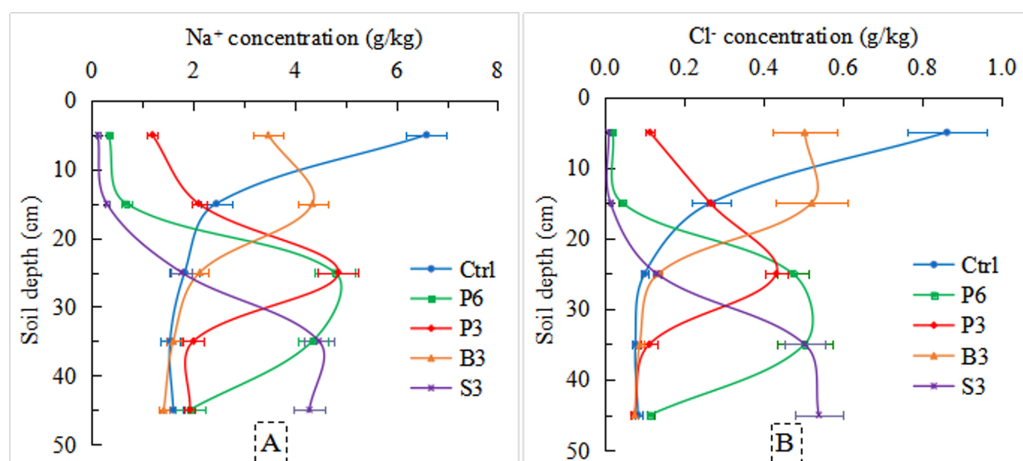 Na⁺ concentration (g/kg)
0 2 4 6 8
0
10
20
30
40
50
Soil depth (cm)
Ctrl
P6
P3
B3
S3
A
Cl⁻ concentration (g/kg)
0.0 0.2 0.4 0.6 0.8 1.0
0
10
20
30
40
50
Soil depth (cm)
Ctrl
P6
P3
B3
S3
B